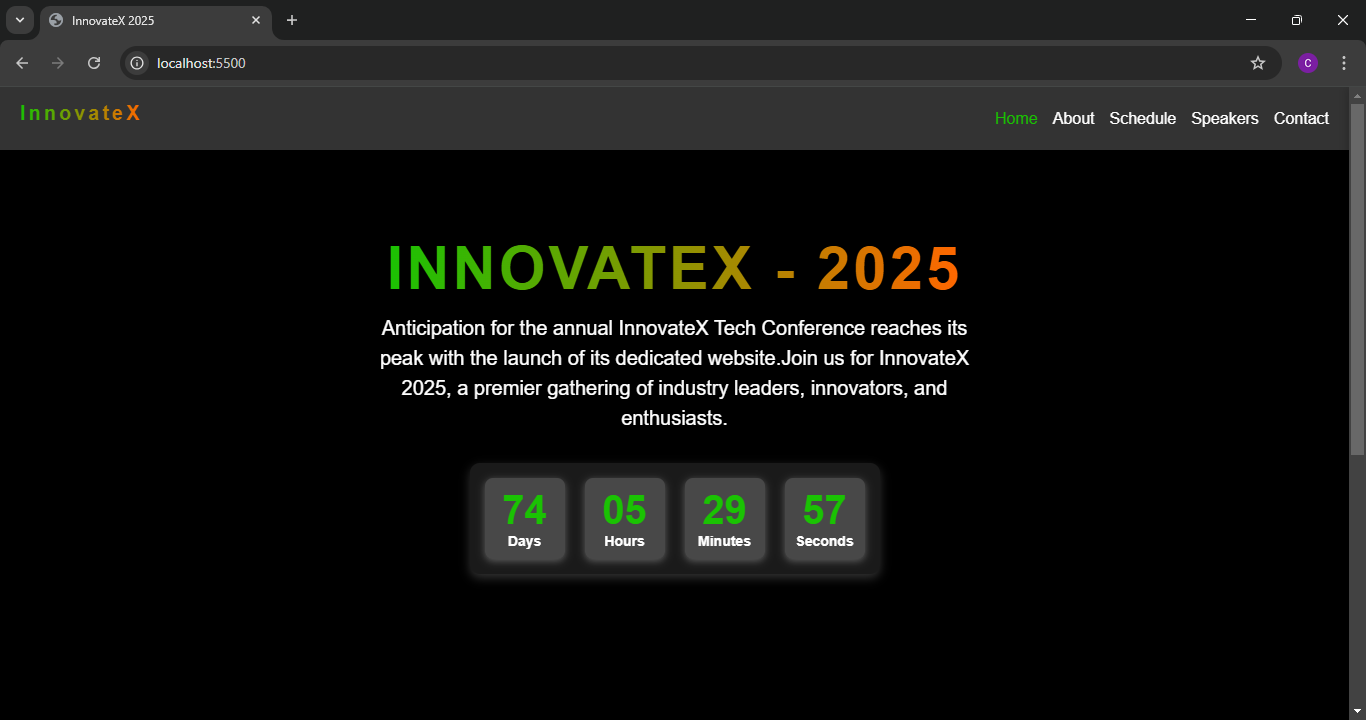 InnovateX 2025
localhost:5500
C
InnovateX
Home About Schedule Speakers Contact
INNOVATEX - 2025
Anticipation for the annual InnovateX Tech Conference reaches its
peak with the launch of its dedicated website.Join us for InnovateX
2025, a premier gathering of industry leaders, innovators, and
enthusiasts.
74 05 29 57
Days Hours Minutes Seconds